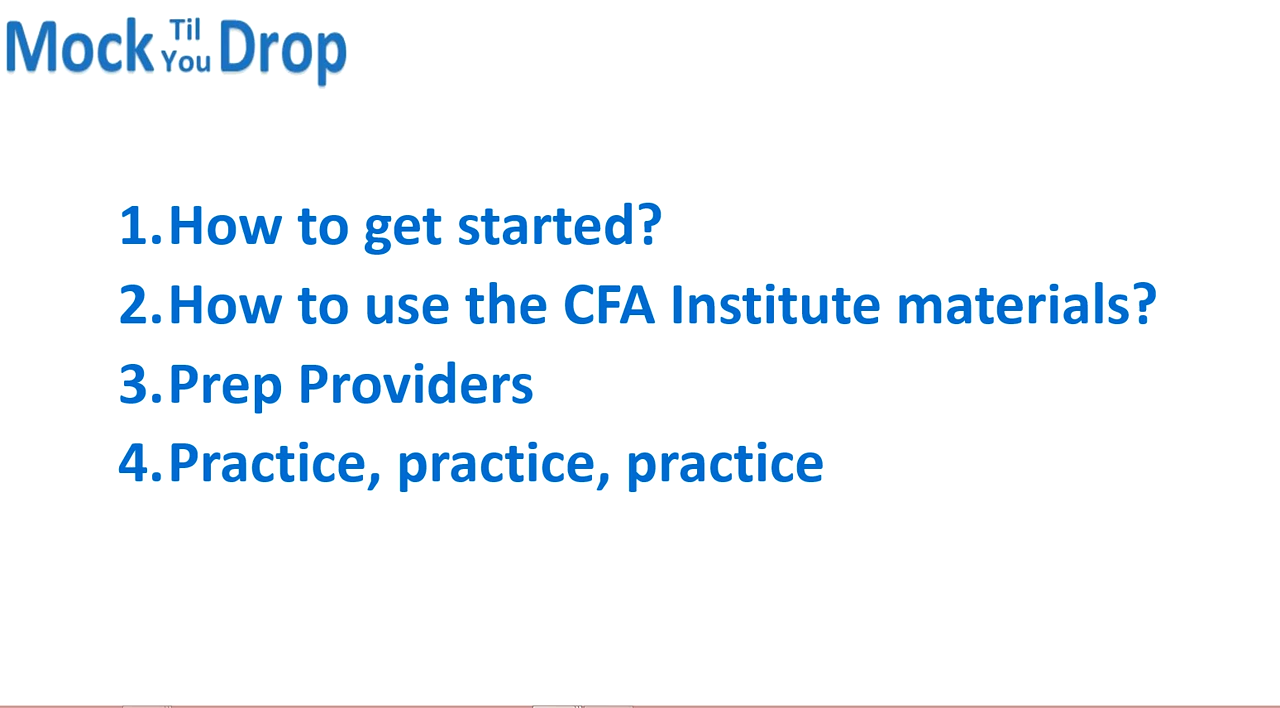 Mock Til You Drop
1. How to get started?
2. How to use the CFA Institute materials?
3. Prep Providers
4. Practice, practice, practice